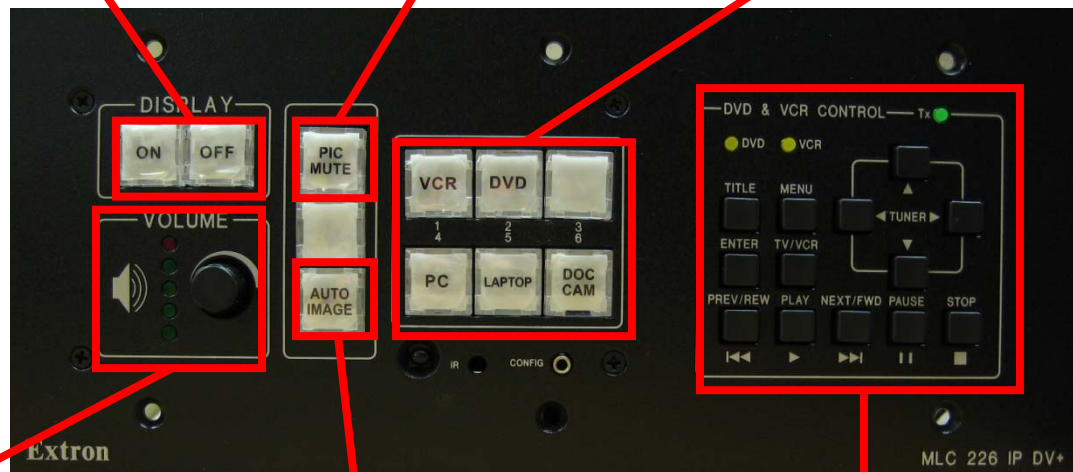 DISPLAY
ON OFF
VOLUME
PIC
MUTE
AUTO
IMAGE
VCR DVD
1 2 3
4 5 6
PC LAPTOP DOC
CAM
IR CONFIG
DVD & VCR CONTROL Tx
DVD VCR
TITLE MENU
◀ TUNER ▶
ENTER TV/VCR
PREV/REW PLAY NEXT/FWD PAUSE STOP
Extron
MLC 226 IP DV+